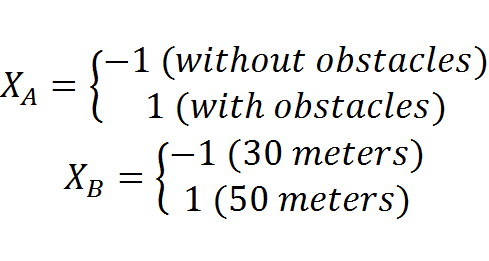 X_A = {−1 (without obstacles)
1 (with obstacles)
X_B = {−1 (30 meters)
1 (50 meters)